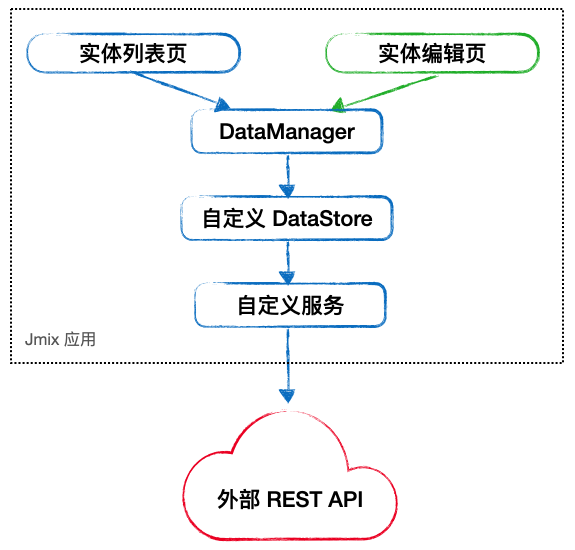 实体列表页
实体编辑页
DataManager
自定义 DataStore
自定义服务
Jmix 应用
外部 REST API